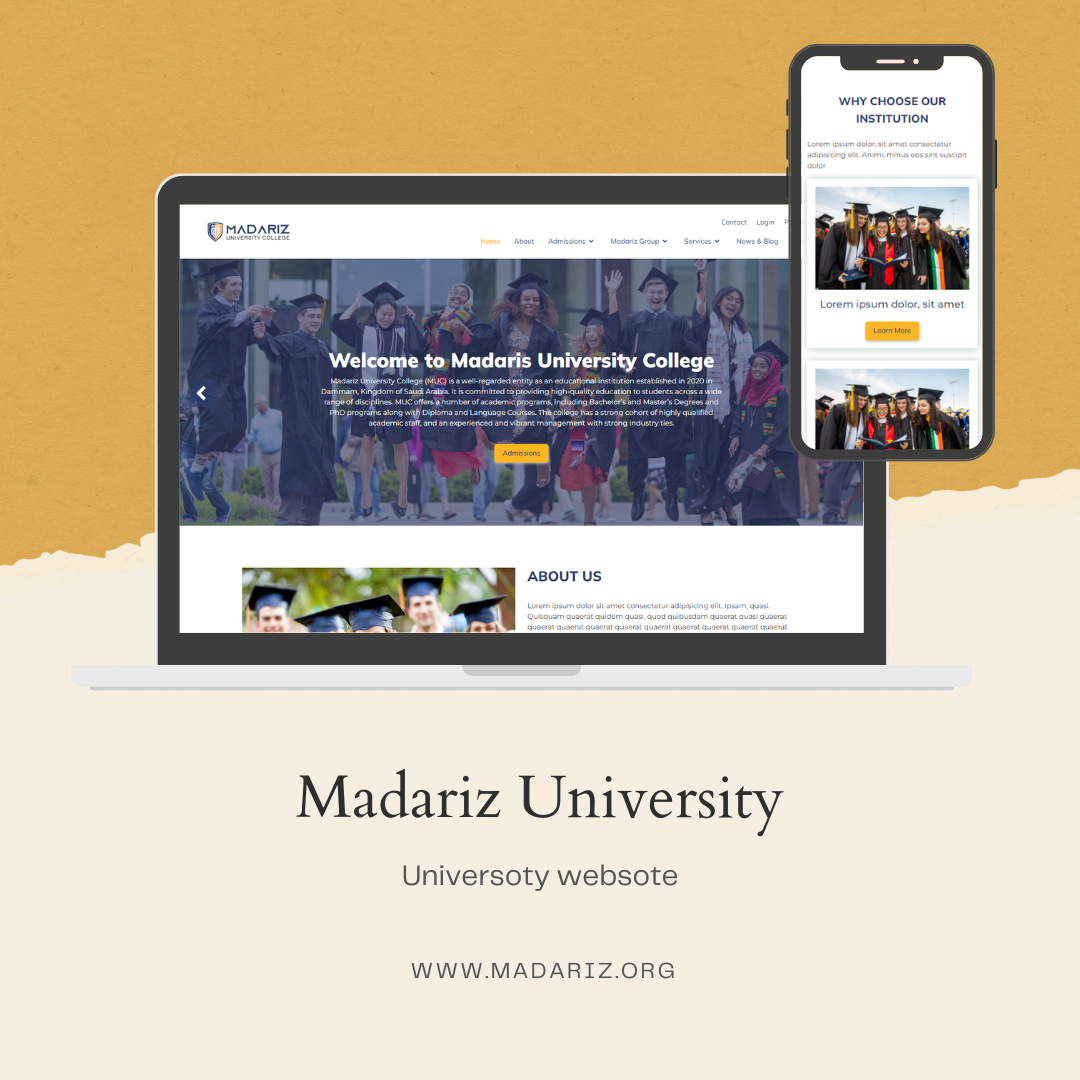 MADARIZ
UNIVERSITY COLLEGE
Contact Login
Home About Admissions Madariz Group Services News & Blog
Welcome to Madaris University College
Madariz University College (MUC) is a well-regarded entity as an educational institution established in 2020 in
Dammam, Kingdom of Saudi Arabia. It is committed to providing high-quality education to students across a wide
range of disciplines. MUC offers a number of academic programs, including Bachelor's and Master's Degrees and
PhD programs along with Diploma and Language Courses. The college has a strong cohort of highly qualified
academic staff, and an experienced and vibrant management with strong industry ties.
Admissions
ABOUT US
Lorem ipsum dolor sit amet consectetur adipisicing elit. Ipsam, quasi.
Quisquam quaerat quidem quasi, quod quibusdam quaerat quasi quaerat
quaerat quaerat quaerat quaerat quaerat quaerat quaerat quaerat quaerat
WHY CHOOSE OUR
INSTITUTION
Lorem ipsum dolor, sit amet consectetur
adipisicing elit. Animi, minus eos sint suscipit
dolor
Lorem ipsum dolor, sit amet
Learn More
Madariz University
Universoty websote
WWW.MADARIZ.ORG